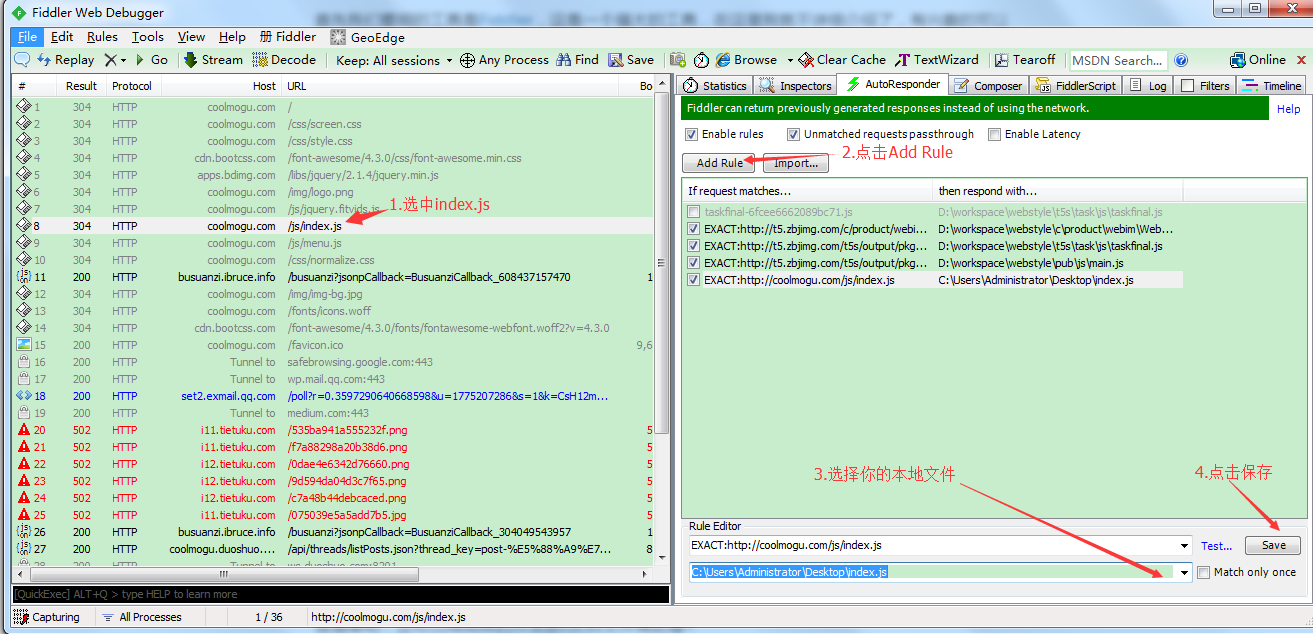 Fiddler Web Debugger
File Edit Rules Tools View Help 册 Fiddler GeoEdge
Replay Go Stream Decode Keep: All sessions Any Process Find Save Browse Clear Cache TextWizard Tearoff MSDN Search... Online
# Result Protocol Host URL Bo
1 304 HTTP coolmogu.com /
2 304 HTTP coolmogu.com /css/screen.css
3 304 HTTP coolmogu.com /css/style.css
4 304 HTTP cdn.bootcss.com /font-awesome/4.3.0/css/font-awesome.min.css
5 304 HTTP apps.bdimg.com /libs/jquery/2.1.4/jquery.min.js
6 304 HTTP coolmogu.com /img/logo.png
7 304 HTTP coolmogu.com /js/jquery.fitvids.js
1.选中index.js
8 304 HTTP coolmogu.com /js/index.js
9 304 HTTP coolmogu.com /js/menu.js
10 304 HTTP coolmogu.com /css/normalize.css
11 200 HTTP busuanzi.ibruce.info /busuanzi?jsonpCallback=BusuanziCallback_608437157470 1
12 304 HTTP coolmogu.com /img/img-bg.jpg
13 304 HTTP coolmogu.com /fonts/icons.woff
14 304 HTTP cdn.bootcss.com /font-awesome/4.3.0/fonts/fontawesome-webfont.woff2?v=4.3.0
15 200 HTTP coolmogu.com /favicon.ico 9,6
16 200 HTTP Tunnel to safebrowsing.google.com:443
17 200 HTTP Tunnel to wp.mail.qq.com:443
18 200 HTTP set2.exmail.qq.com /poll?r=0.3597290640668598&u=1775207286&s=1&k=CsH12m...
19 200 HTTP Tunnel to medium.com:443
20 502 HTTP i11.tietuku.com /535ba941a555232f.png 5
21 502 HTTP i11.tietuku.com /f7a88298a20b38d6.png 5
22 502 HTTP i12.tietuku.com /0dae4e6342d76660.png 5
23 502 HTTP i12.tietuku.com /9d594da04d3c7f65.png 5
24 502 HTTP i12.tietuku.com /c7a48b44debcaced.png 5
25 502 HTTP i11.tietuku.com /075039e5a5add7b5.jpg 5
26 200 HTTP busuanzi.ibruce.info /busuanzi?jsonpCallback=BusuanziCallback_304049543957 1
27 200 HTTP coolmogu.duoshuo.... /api/threads/listPosts.json?thread_key=post-%E5%88%A9%E7... 8
[QuickExec] ALT+Q > type HELP to learn more
Statistics Inspectors AutoResponder Composer FiddlerScript Log Filters Timeline
Fiddler can return previously generated responses instead of using the network. Help
Enable rules Unmatched requests passthrough Enable Latency
2.点击Add Rule
Add Rule Import...
If request matches... then respond with...
taskfinal-6fcee6662089bc71.js D:\workspace\webstyle\t5s\task\js\taskfinal.js
EXACT:http://t5.zbjimg.com/c/product/webi... D:\workspace\webstyle\c\product\webim\Web...
EXACT:http://t5.zbjimg.com/t5s/output/pkg... D:\workspace\webstyle\t5s\task\js\taskfinal.js
EXACT:http://t5.zbjimg.com/t5s/output/pkg... D:\workspace\webstyle\pub\js\main.js
EXACT:http://coolmogu.com/js/index.js C:\Users\Administrator\Desktop\index.js
3.选择你的本地文件
4.点击保存
Rule Editor
EXACT:http://coolmogu.com/js/index.js Test... Save
C:\Users\Administrator\Desktop\index.js Match only once
Capturing All Processes 1 / 36 http://coolmogu.com/js/index.js